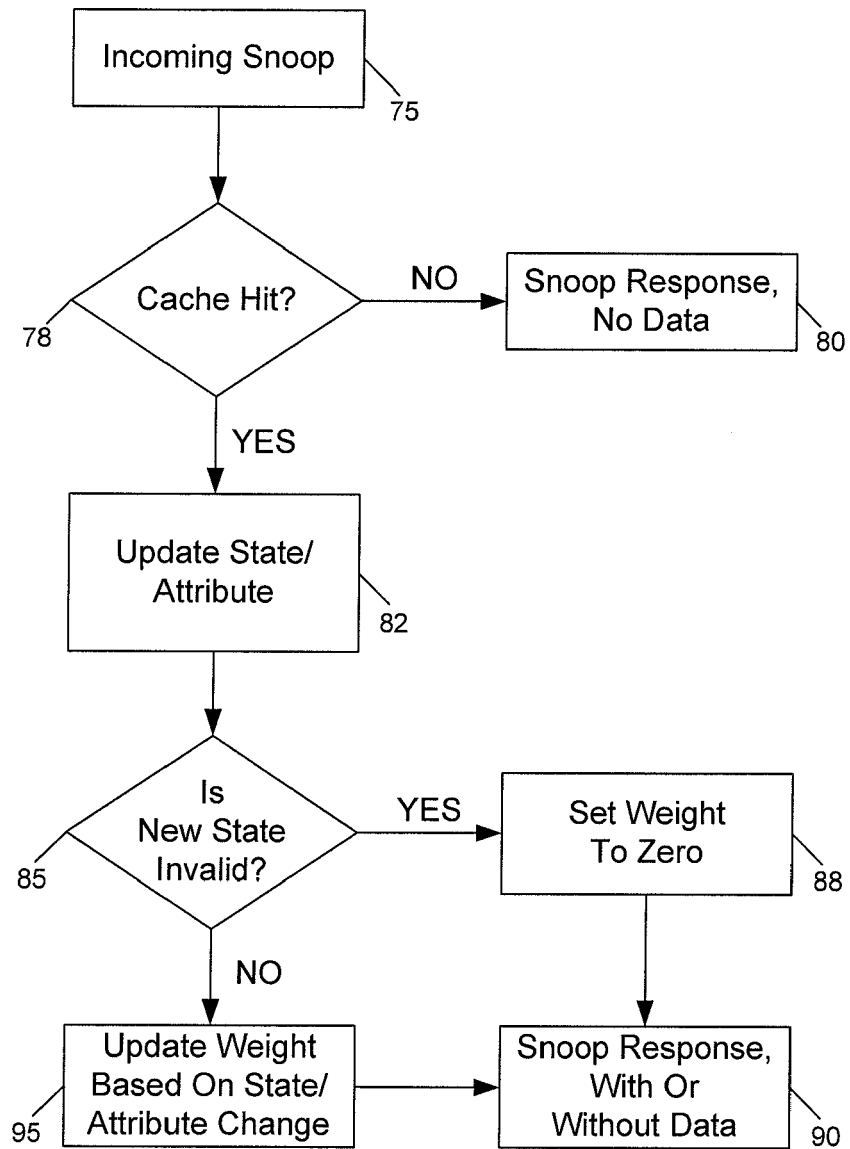 Incoming Snoop
75
Cache Hit?
78
NO
Snoop Response,
No Data
80
YES
Update State/
Attribute
82
Is
New State
Invalid?
85
YES
Set Weight
To Zero
88
NO
Update Weight
Based On State/
Attribute Change
95
Snoop Response,
With Or
Without Data
90